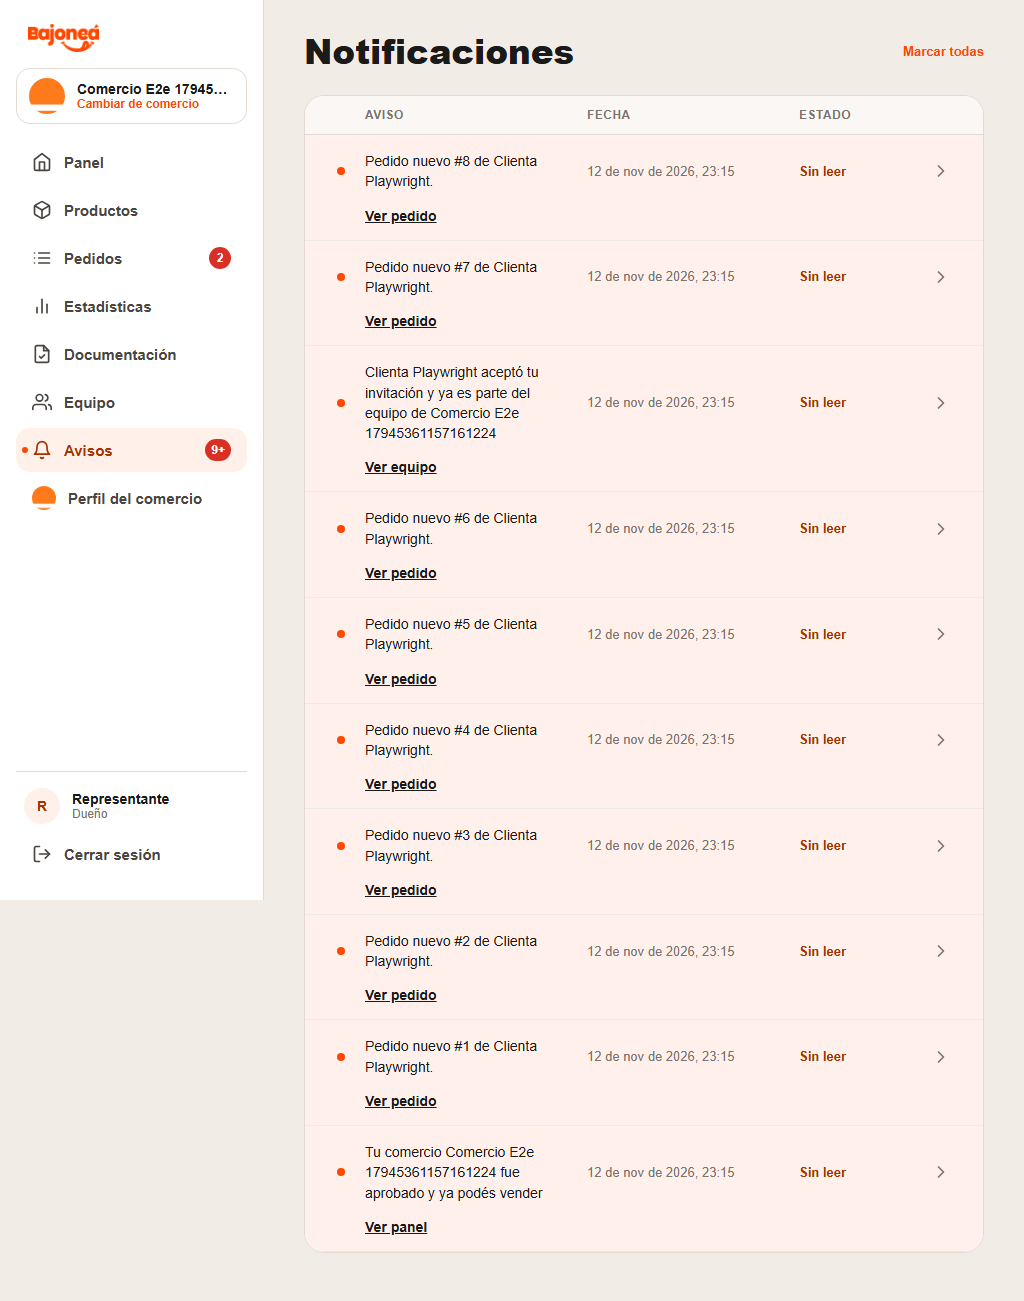 Bajoneá
Comercio E2e 17945...
Cambiar de comercio
Panel
Productos
Pedidos 2
Estadísticas
Documentación
Equipo
Avisos 9+
Perfil del comercio
R
Representante
Dueño
Cerrar sesión
Notificaciones
Marcar todas
AVISO FECHA ESTADO
Pedido nuevo #8 de Clienta
Playwright.
12 de nov de 2026, 23:15 Sin leer
Ver pedido
Pedido nuevo #7 de Clienta
Playwright.
12 de nov de 2026, 23:15 Sin leer
Ver pedido
Clienta Playwright aceptó tu
invitación y ya es parte del
equipo de Comercio E2e
17945361157161224
12 de nov de 2026, 23:15 Sin leer
Ver equipo
Pedido nuevo #6 de Clienta
Playwright.
12 de nov de 2026, 23:15 Sin leer
Ver pedido
Pedido nuevo #5 de Clienta
Playwright.
12 de nov de 2026, 23:15 Sin leer
Ver pedido
Pedido nuevo #4 de Clienta
Playwright.
12 de nov de 2026, 23:15 Sin leer
Ver pedido
Pedido nuevo #3 de Clienta
Playwright.
12 de nov de 2026, 23:15 Sin leer
Ver pedido
Pedido nuevo #2 de Clienta
Playwright.
12 de nov de 2026, 23:15 Sin leer
Ver pedido
Pedido nuevo #1 de Clienta
Playwright.
12 de nov de 2026, 23:15 Sin leer
Ver pedido
Tu comercio Comercio E2e
17945361157161224 fue
aprobado y ya podés vender
12 de nov de 2026, 23:15 Sin leer
Ver panel